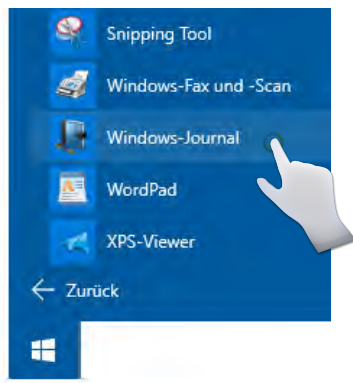 Snipping Tool
Windows-Fax und -Scan
Windows-Journal
WordPad
XPS-Viewer
Zurück